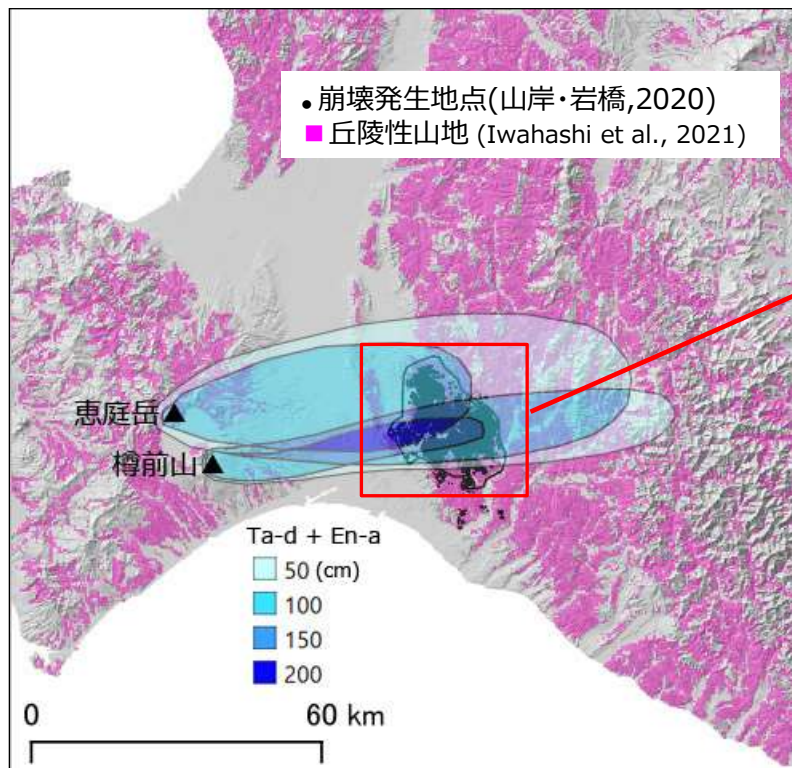 • 崩壊発生地点(山岸・岩橋,2020)
■ 丘陵性山地 (Iwahashi et al., 2021)
恵庭岳▲
樽前山▲
Ta-d + En-a
50 (cm)
100
150
200
0 60 km